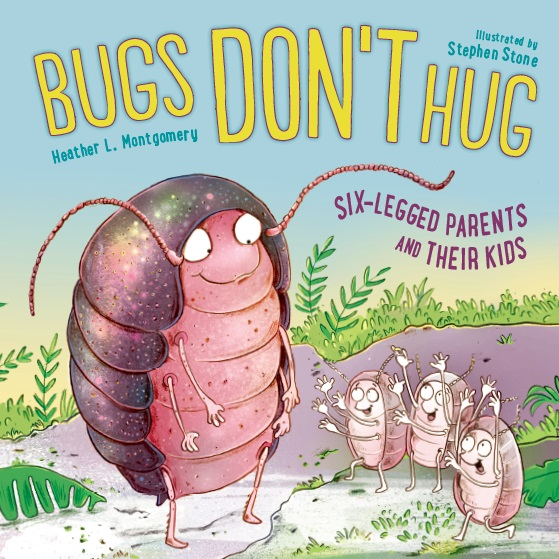 BUGS DON'T HUG
Heather L. Montgomery
Illustrated by
Stephen Stone
SIX-LEGGED PARENTS
AND THEIR KIDS